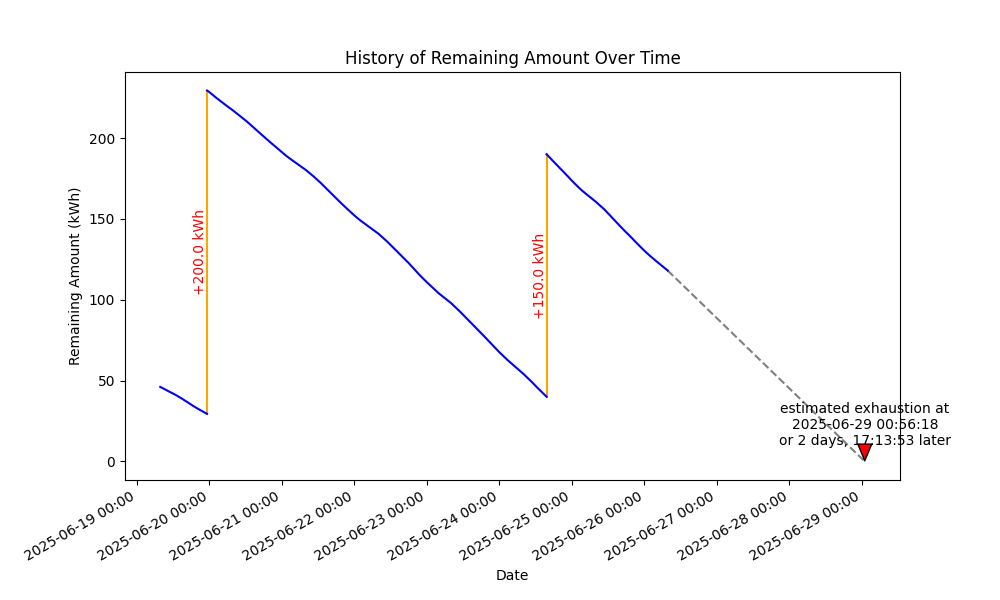 History of Remaining Amount Over Time
Remaining Amount (kWh)
200
150
100
50
0
+200.0 kWh
+150.0 kWh
estimated exhaustion at
2025-06-29 00:56:18
or 2 days, 17:13:53 later
2025-06-19 00:00
2025-06-20 00:00
2025-06-21 00:00
2025-06-22 00:00
2025-06-23 00:00
2025-06-24 00:00
2025-06-25 00:00
2025-06-26 00:00
2025-06-27 00:00
2025-06-28 00:00
2025-06-29 00:00
Date